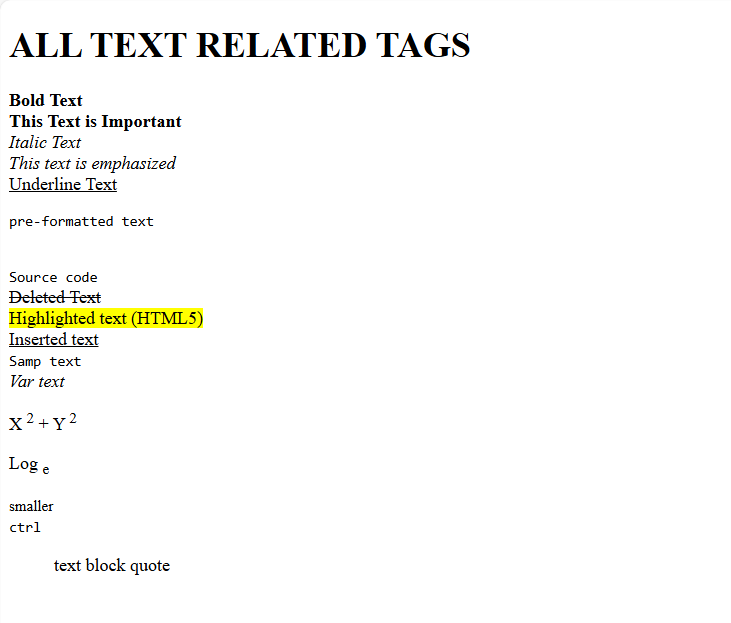 ALL TEXT RELATED TAGS
Bold Text
This Text is Important
Italic Text
This text is emphasized
Underline Text
pre-formatted text
Source code
Deleted Text
Highlighted text (HTML5)
Inserted text
Samp text
Var text
X ² + Y ²
Log ₑ
smaller
ctrl
text block quote